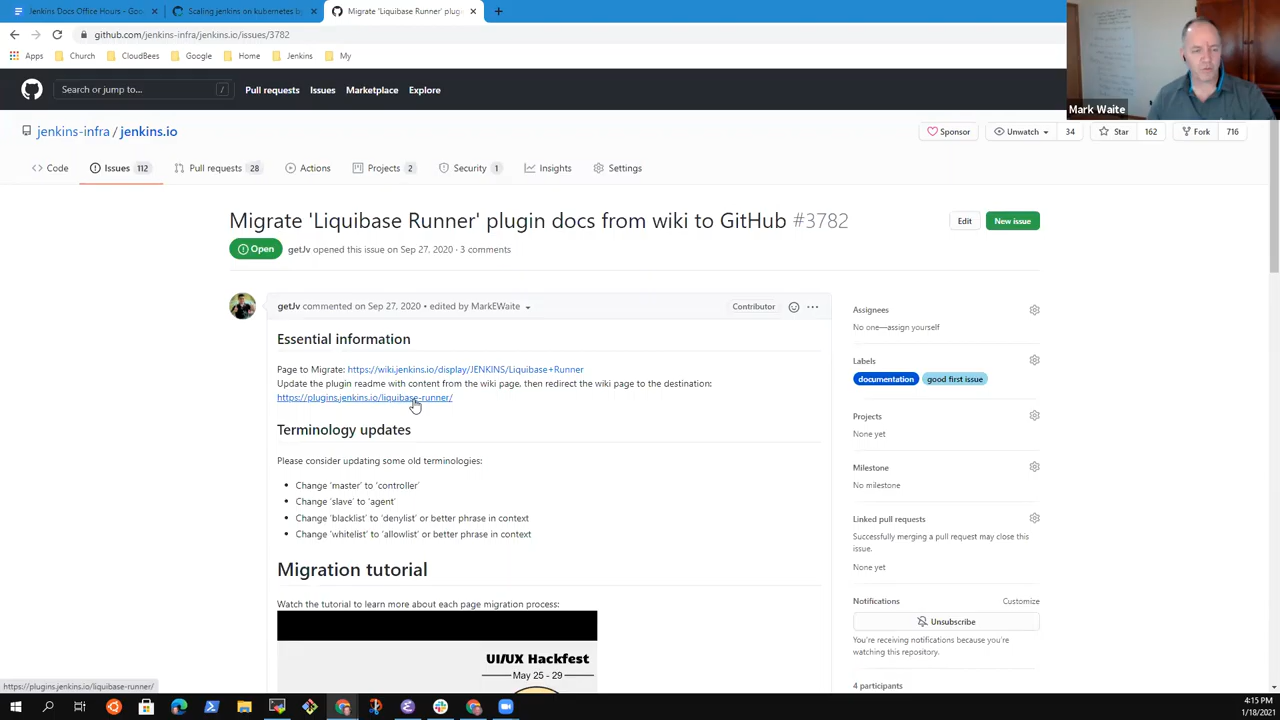 Jenkins Docs Office Hours - Goo
Scaling jenkins on kubernetes b
Migrate 'Liquibase Runner' plug
github.com/jenkins-infra/jenkins.io/issues/3782
Apps
Church
CloudBees
Google
Home
Jenkins
My
Mark Waite
Search or jump to...
/
Pull requests
Issues
Marketplace
Explore
jenkins-infra / jenkins.io
Sponsor
Unwatch
34
Star
162
Fork
716
Code
Issues 112
Pull requests 28
Actions
Projects 2
Security 1
Insights
Settings
Migrate 'Liquibase Runner' plugin docs from wiki to GitHub #3782
Edit
New issue
Open
getJv opened this issue on Sep 27, 2020 · 3 comments
getJv commented on Sep 27, 2020 • edited by MarkEWaite
Contributor
Essential information
Page to Migrate: https://wiki.jenkins.io/display/JENKINS/Liquibase+Runner
Update the plugin readme with content from the wiki page, then redirect the wiki page to the destination:
https://plugins.jenkins.io/liquibase-runner/
Terminology updates
Please consider updating some old terminologies:
• Change 'master' to 'controller'
• Change 'slave' to 'agent'
• Change 'blacklist' to 'denylist' or better phrase in context
• Change 'whitelist' to 'allowlist' or better phrase in context
Migration tutorial
Watch the tutorial to learn more about each page migration process:
UI/UX Hackfest
May 25 - 29
Assignees
No one—assign yourself
Labels
documentation
good first issue
Projects
None yet
Milestone
No milestone
Linked pull requests
Successfully merging a pull request may close this
issue.
None yet
Notifications
Customize
Unsubscribe
You're receiving notifications because you're
watching this repository.
4 participants
https://plugins.jenkins.io/liquibase-runner/
4:15 PM
1/18/2021